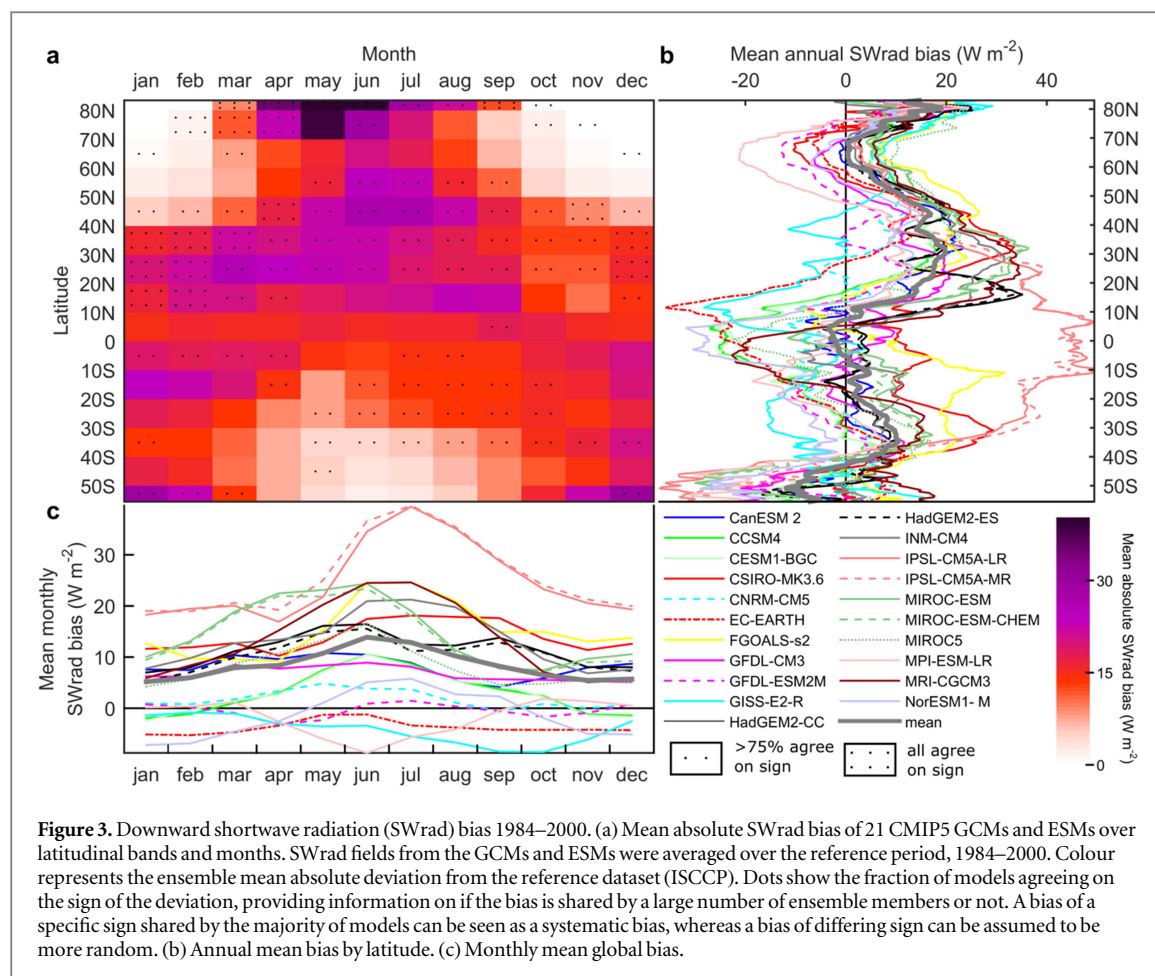 a
Month
jan feb mar apr may jun jul aug sep oct nov dec
Latitude
80N
70N
60N
50N
40N
30N
20N
10N
0
10S
20S
30S
40S
50S
b
Mean annual SWrad bias (W m-2)
-20 0 20 40
80N
70N
60N
50N
40N
30N
20N
10N
0
10S
20S
30S
40S
50S
c
Mean monthly
SWrad bias (W m-2)
30
20
10
0
jan feb mar apr may jun jul aug sep oct nov dec
CanESM 2
CCSM4
CESM1-BGC
CSIRO-MK3.6
CNRM-CM5
EC-EARTH
FGOALS-s2
GFDL-CM3
GFDL-ESM2M
GISS-E2-R
HadGEM2-CC
HadGEM2-ES
INM-CM4
IPSL-CM5A-LR
IPSL-CM5A-MR
MIROC-ESM
MIROC-ESM-CHEM
MIROC5
MPI-ESM-LR
MRI-CGCM3
NorESM1- M
mean
>75% agree
on sign
all agree
on sign
30
15
0
Mean absolute SWrad bias (W m-2)
Figure 3. Downward shortwave radiation (SWrad) bias 1984–2000. (a) Mean absolute SWrad bias of 21 CMIP5 GCMs and ESMs over
latitudinal bands and months. SWrad fields from the GCMs and ESMs were averaged over the reference period, 1984–2000. Colour
represents the ensemble mean absolute deviation from the reference dataset (ISCCP). Dots show the fraction of models agreeing on
the sign of the deviation, providing information on if the bias is shared by a large number of ensemble members or not. A bias of a
specific sign shared by the majority of models can be seen as a systematic bias, whereas a bias of differing sign can be assumed to be
more random. (b) Annual mean bias by latitude. (c) Monthly mean global bias.